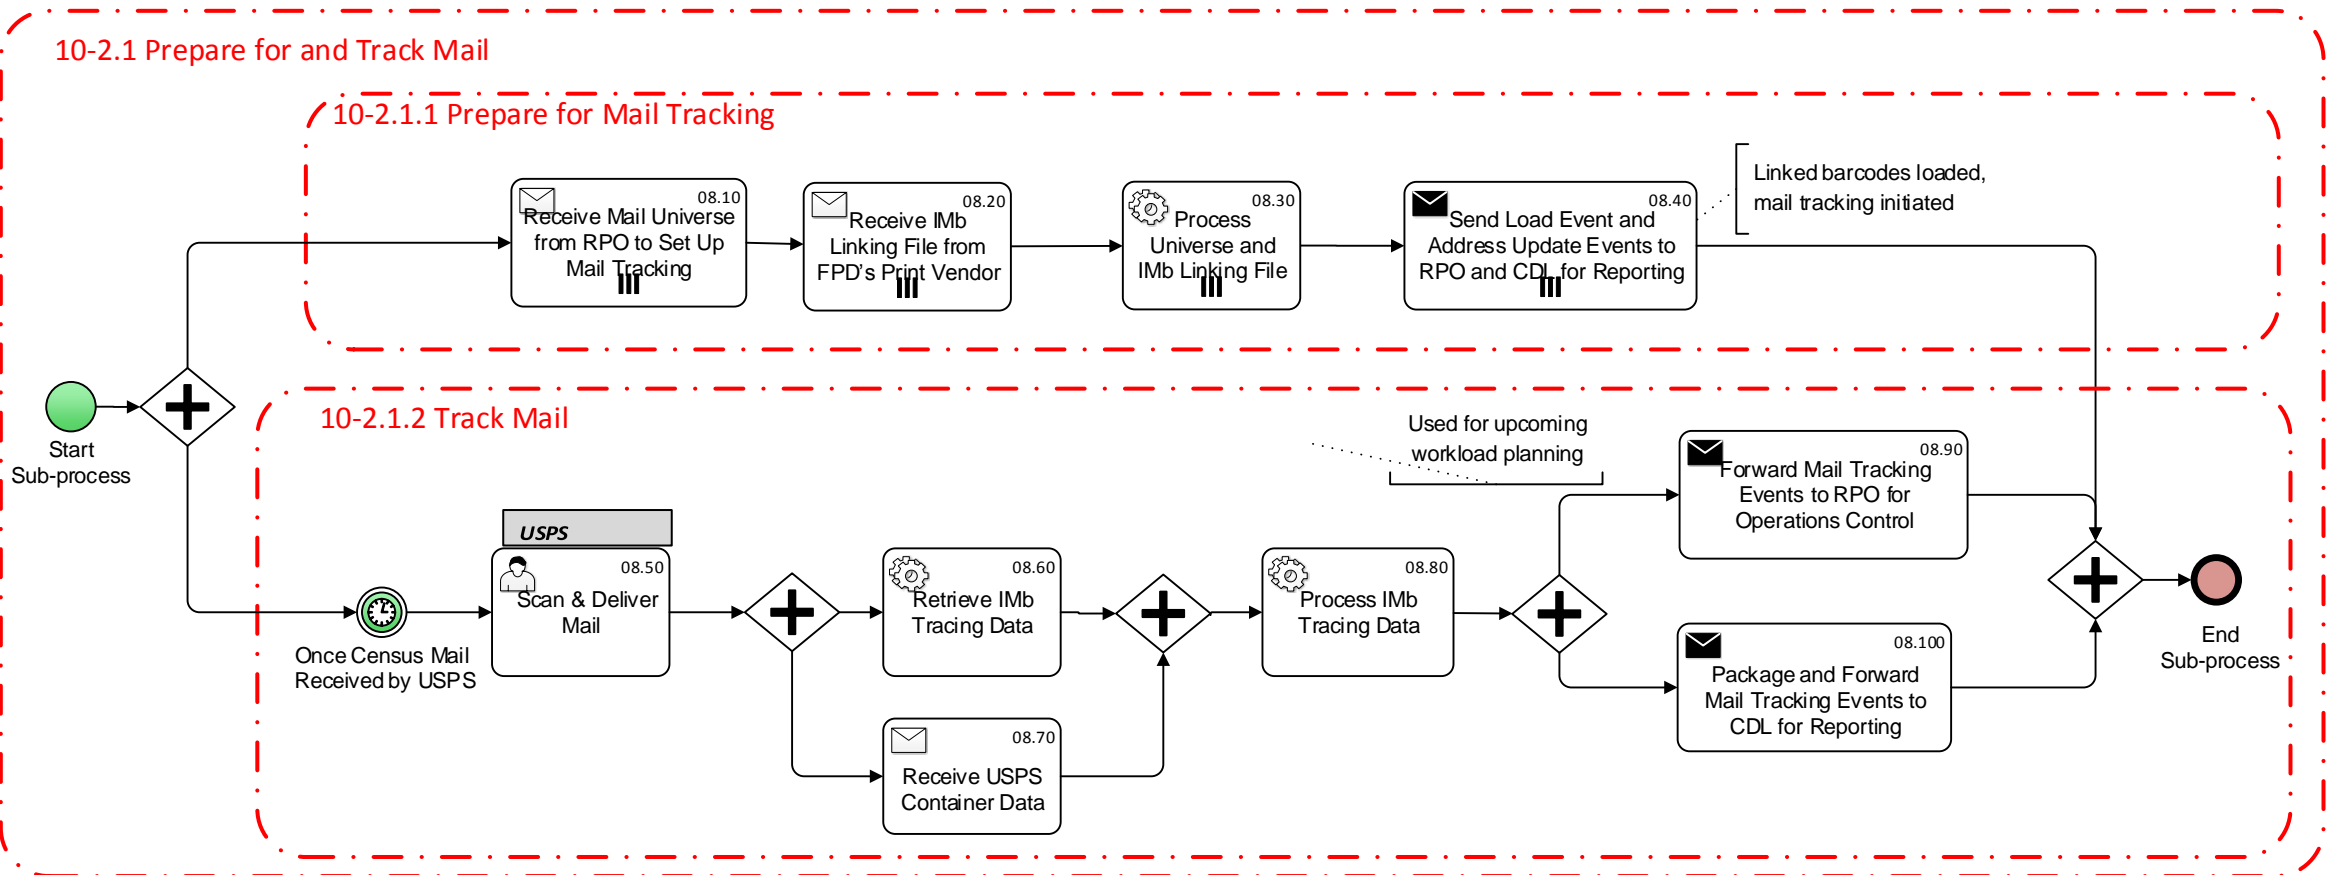 10-2.1 Prepare for and Track Mail
10-2.1.1 Prepare for Mail Tracking
08.10
Receive Mail Universe
from RPO to Set Up
Mail Tracking
08.20
Receive IMb
Linking File from
FPD's Print Vendor
08.30
Process
Universe and
IMb Linking File
08.40
Send Load Event and
Address Update Events to
RPO and CDL for Reporting
Linked barcodes loaded,
mail tracking initiated
Start
Sub-process
10-2.1.2 Track Mail
Once Census Mail
Received by USPS
USPS
08.50
Scan & Deliver
Mail
08.60
Retrieve IMb
Tracing Data
08.70
Receive USPS
Container Data
08.80
Process IMb
Tracing Data
Used for upcoming
workload planning
08.90
Forward Mail Tracking
Events to RPO for
Operations Control
08.100
Package and Forward
Mail Tracking Events to
CDL for Reporting
End
Sub-process